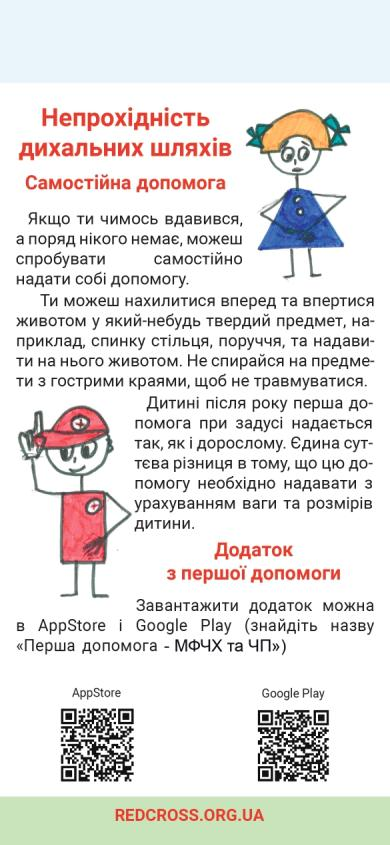 Непрохідність
дихальних шляхів
Самостійна допомога
Якщо ти чимось вдавився,
а поряд нікого немає, можеш
спробувати самостійно
надати собі допомогу.
Ти можеш нахилитися вперед та впертися
животом у який-небудь твердий предмет, на-
приклад, спинку стільця, поруччя, та надави-
ти на нього животом. Не спирайся на предме-
ти з гострими краями, щоб не травмуватися.
Дитині після року перша до-
помога при задусі надається
так, як і дорослому. Єдина сут-
тєва різниця в тому, що цю до-
помогу необхідно надавати з
урахуванням ваги та розмірів
дитини.
Додаток
з першої допомоги
Завантажити додаток можна
в AppStore і Google Play (знайдіть назву
«Перша допомога - МФЧХ та ЧП»)
AppStore
Google Play
REDCROSS.ORG.UA